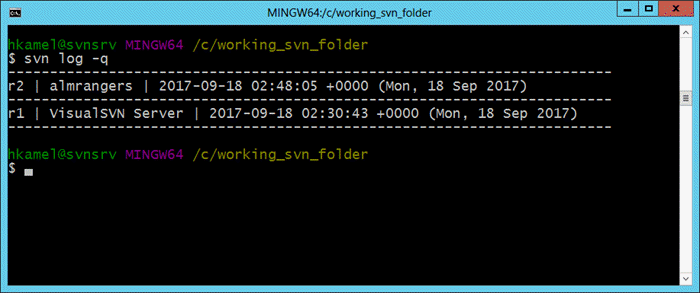 MINGW64:/c/working_svn_folder
hkamel@svnsrv MINGW64 /c/working_svn_folder
$ svn log -q
------------------------------------------------------------------------
r2 | almrangers | 2017-09-18 02:48:05 +0000 (Mon, 18 Sep 2017)
------------------------------------------------------------------------
r1 | VisualSVN Server | 2017-09-18 02:30:43 +0000 (Mon, 18 Sep 2017)
------------------------------------------------------------------------
hkamel@svnsrv MINGW64 /c/working_svn_folder
$